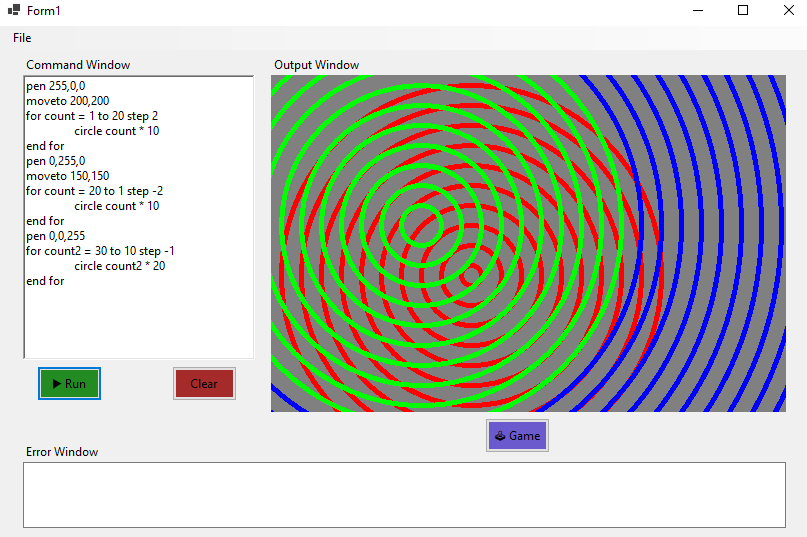 Form1
File
Command Window
Output Window
pen 255,0,0
moveto 200,200
for count = 1 to 20 step 2
circle count * 10
end for
pen 0,255,0
moveto 150,150
for count = 20 to 1 step -2
circle count * 10
end for
pen 0,0,255
for count2 = 30 to 10 step -1
circle count2 * 20
end for
Run
Clear
Game
Error Window